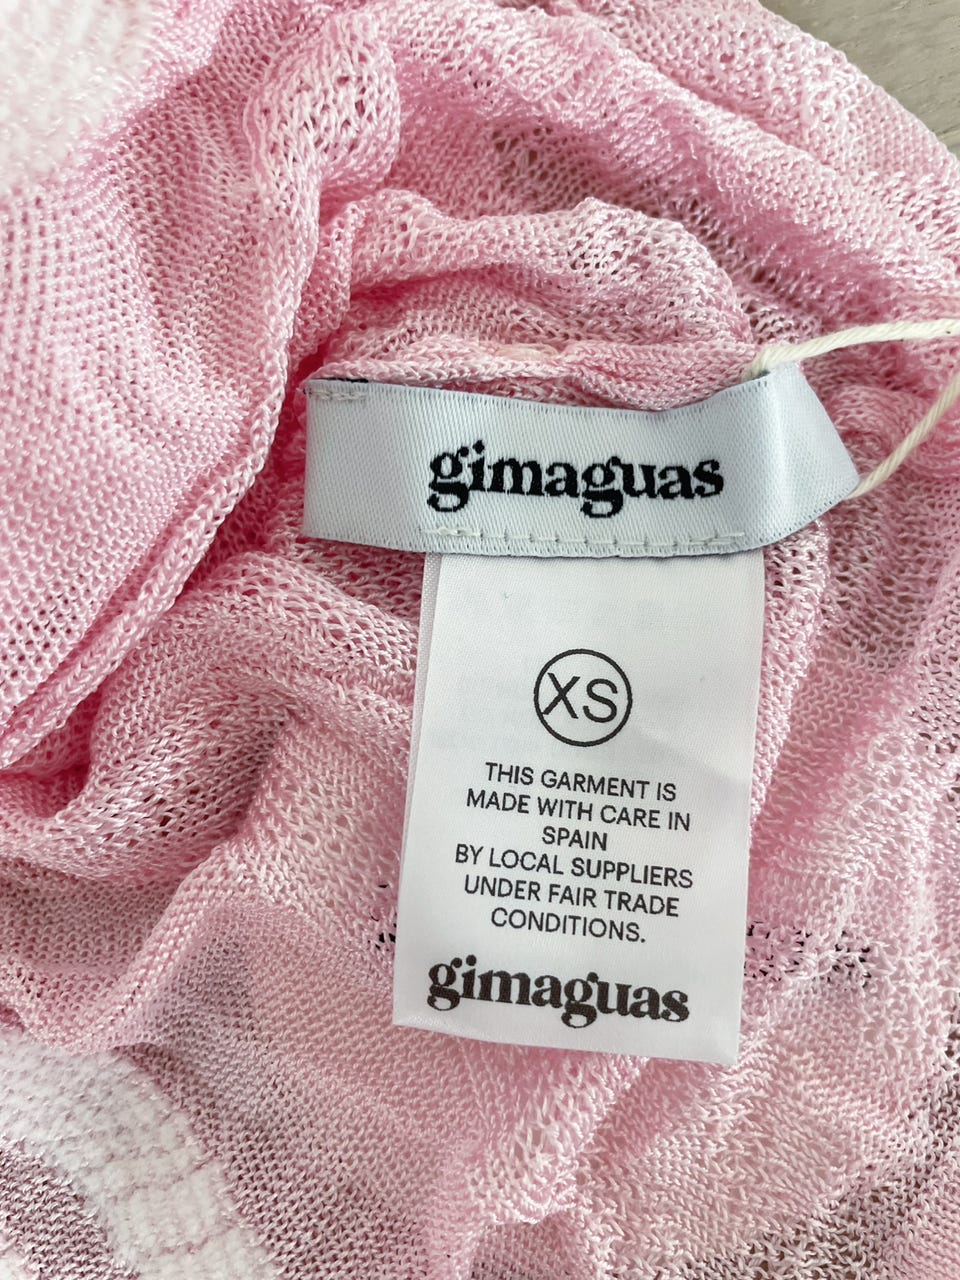 gimaguas
XS
THIS GARMENT IS
MADE WITH CARE IN
SPAIN
BY LOCAL SUPPLIERS
UNDER FAIR TRADE
CONDITIONS.
gimaguas